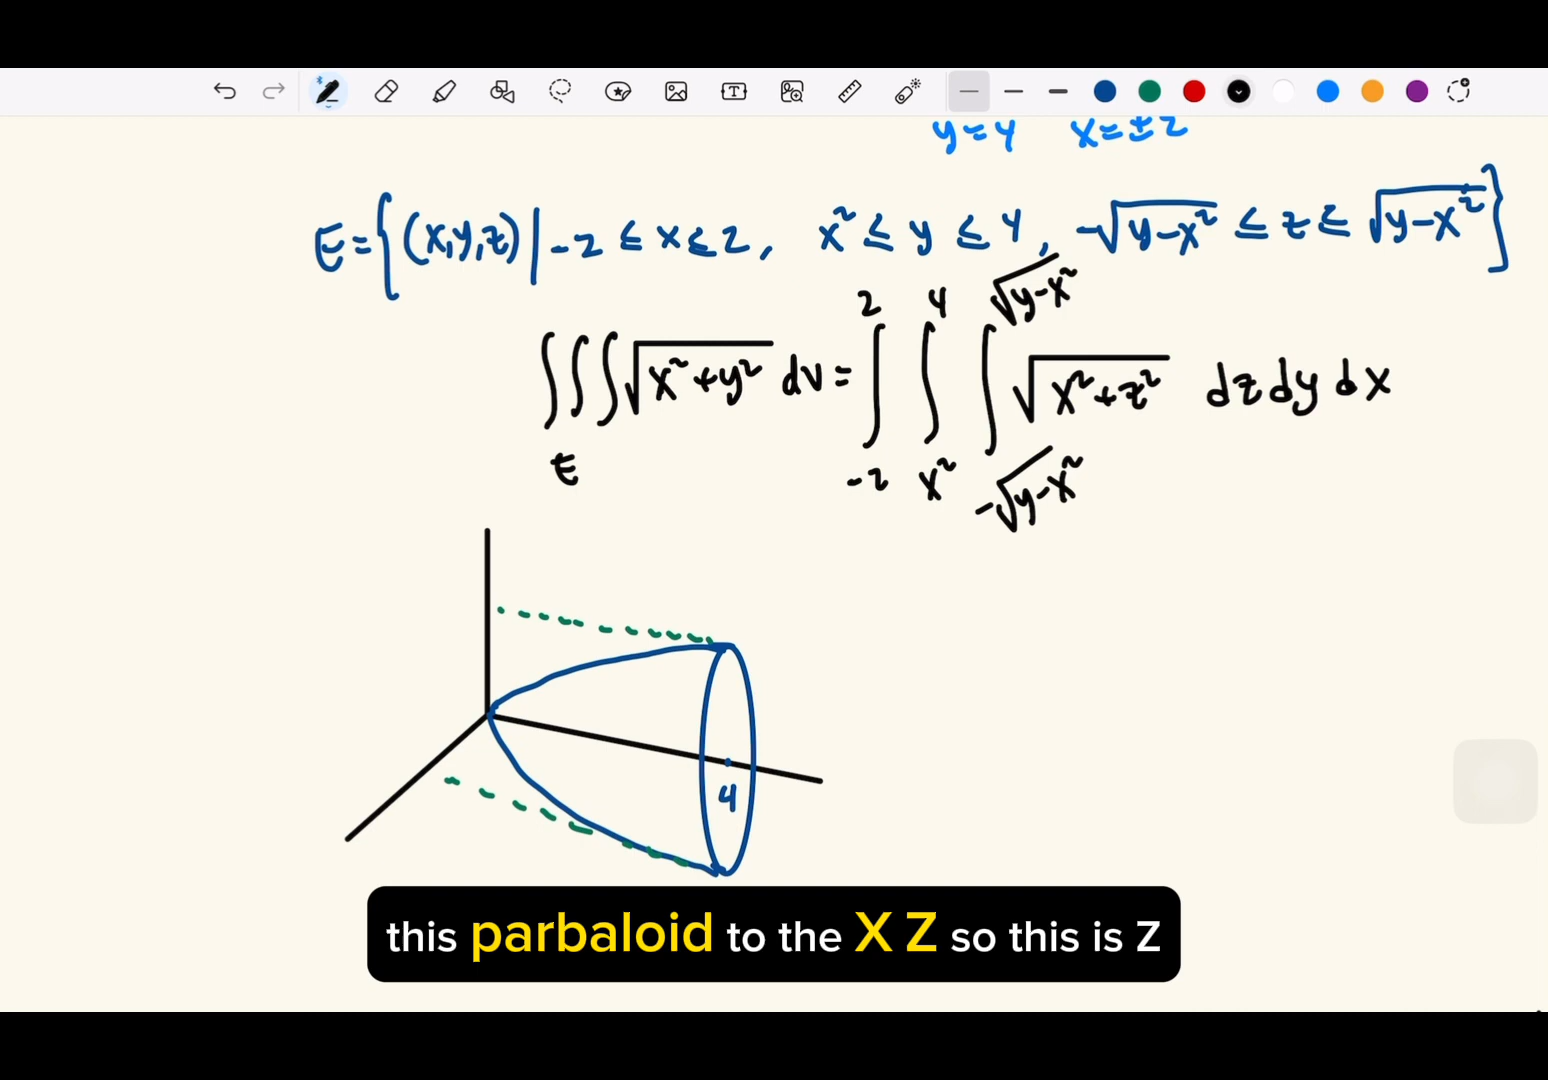 y=4 x=±2
E={(x,y,z)|-2≤x≤2, x²≤y≤4, -√(y-x²)≤z≤√(y-x²)}
∭_E √(x²+y²) dv = ∫_{-2}^{2} ∫_{x²}^{4} ∫_{-√(y-x²)}^{√(y-x²)} √(x²+z²) dz dy dx
4
this parbaloid to the X Z so this is Z